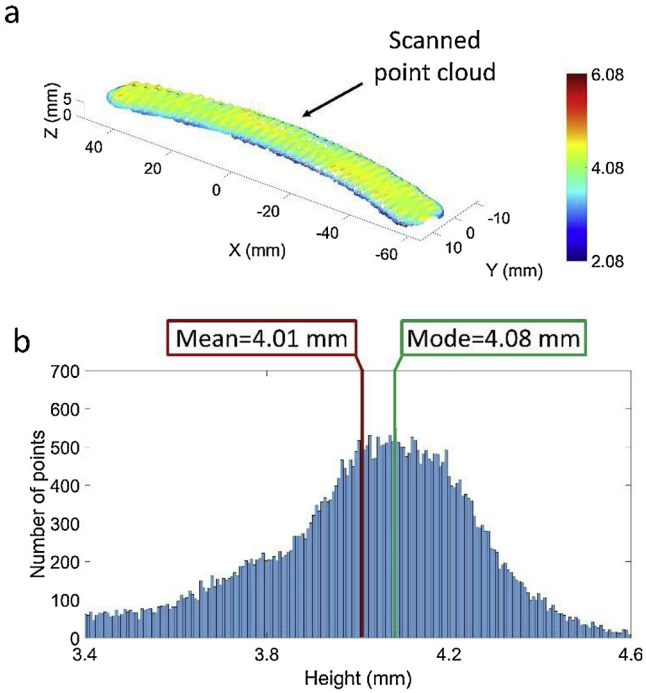 a
Scanned
point cloud
6.08
4.08
2.08
Z (mm)
5
0
40
20
0
-20
-40
-60
X (mm)
-10
0
10
Y (mm)
b
Mean=4.01 mm
Mode=4.08 mm
700
600
500
400
300
200
100
0
Number of points
3.4
3.8
4.2
4.6
Height (mm)